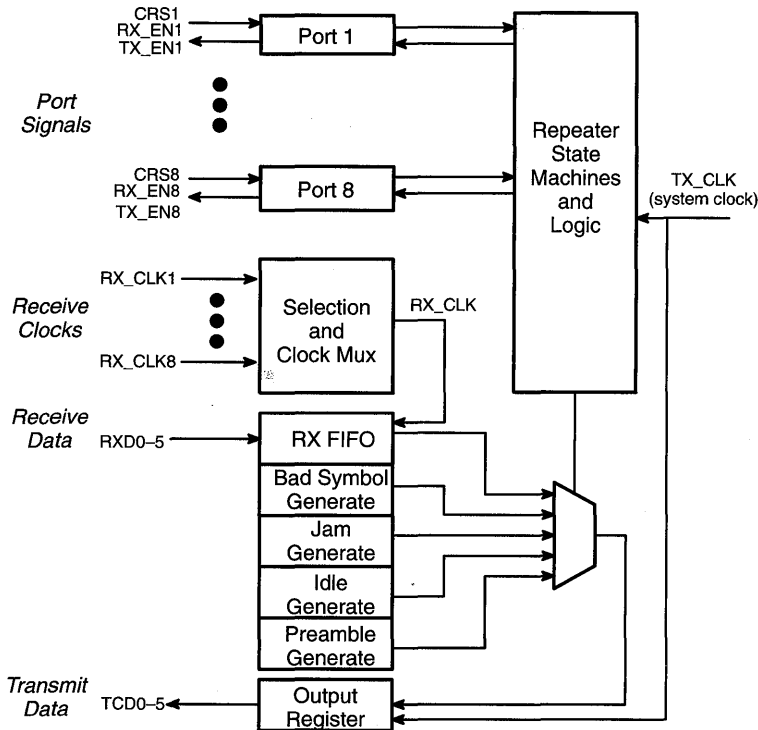 CRS1
RX_EN1
TX_EN1
Port 1
Port
Signals
CRS8
RX_EN8
TX_EN8
Port 8
Repeater
State
Machines
and
Logic
TX_CLK
(system clock)
Receive
Clocks
RX_CLK1
RX_CLK8
Selection
and
Clock Mux
RX_CLK
Receive
Data
RXD0–5
RX FIFO
Bad Symbol
Generate
Jam
Generate
Idle
Generate
Preamble
Generate
Transmit
Data
TCD0–5
Output
Register